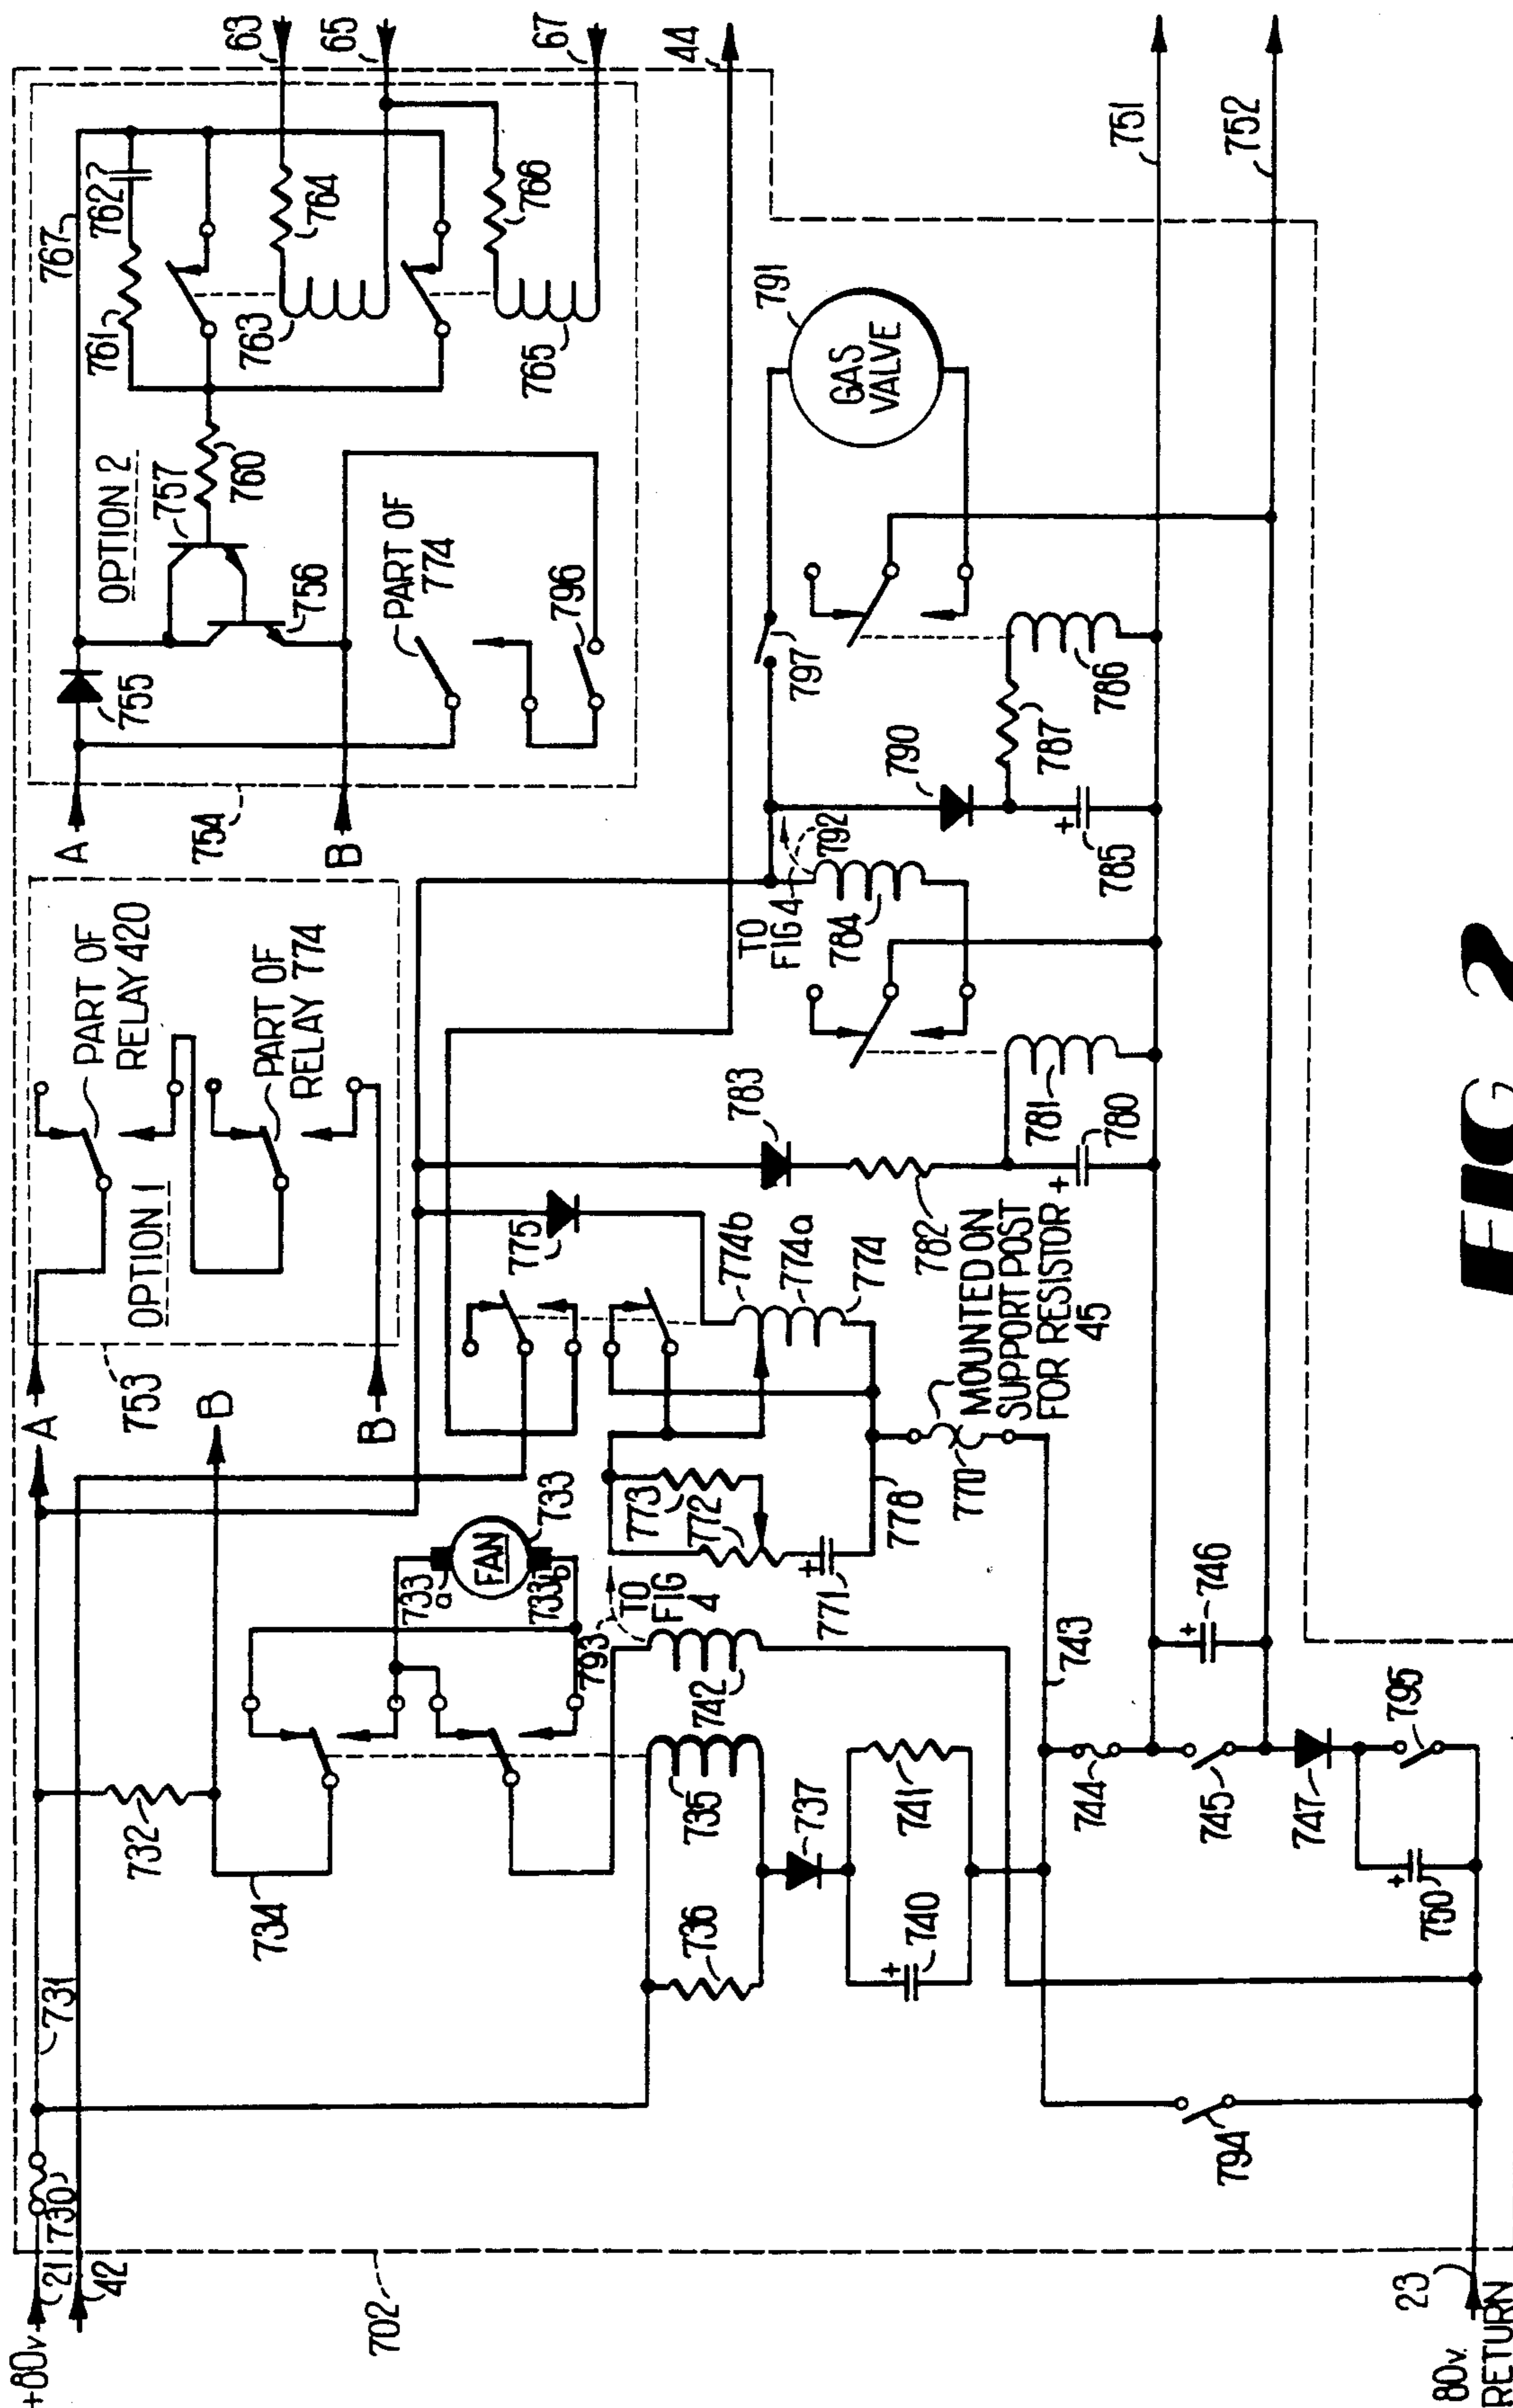 +80v
21
730
42
731
702
732
734
A
B
733
733
a
733b
FAN
793
TO
FIG
4
735
742
736
737
740
741
743
744
745
746
747
750
795
794
23
80v.
RETURN
753
OPTION 1
PART OF
RELAY 420
PART OF
RELAY 774
A
B
754
OPTION 2
755
756
757
760
761
762
767
763
764
765
766
PART OF
774
796
63
65
67
44
771
772
773
778
770
774
774a
774b
775
MOUNTED ON
SUPPORT POST
FOR RESISTOR
45
780
781
782
783
TO
FIG 4
792
784
785
786
787
790
797
791
GAS
VALVE
751
752
FIG 2